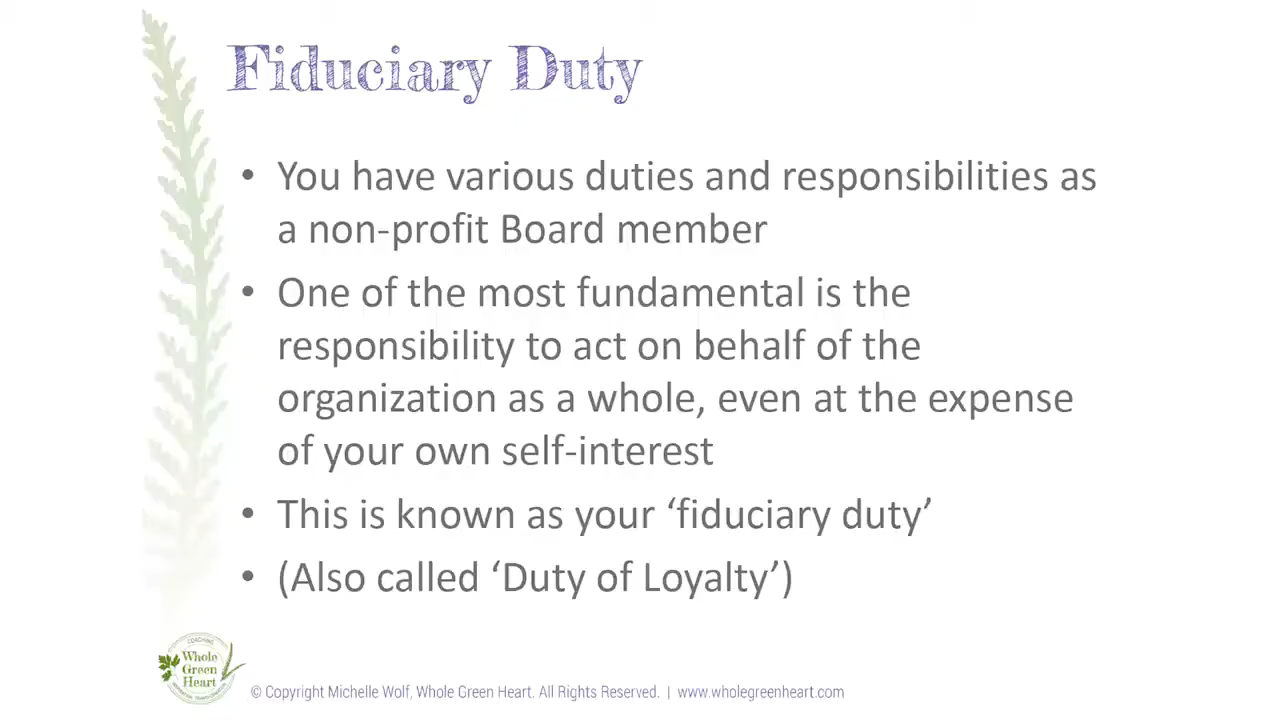 Fiduciary Duty
• You have various duties and responsibilities as
a non-profit Board member
• One of the most fundamental is the
responsibility to act on behalf of the
organization as a whole, even at the expense
of your own self-interest
• This is known as your ‘fiduciary duty’
• (Also called ‘Duty of Loyalty’)
COACHING
Whole
Green
Heart
© Copyright Michelle Wolf, Whole Green Heart. All Rights Reserved. | www.wholegreenheart.com